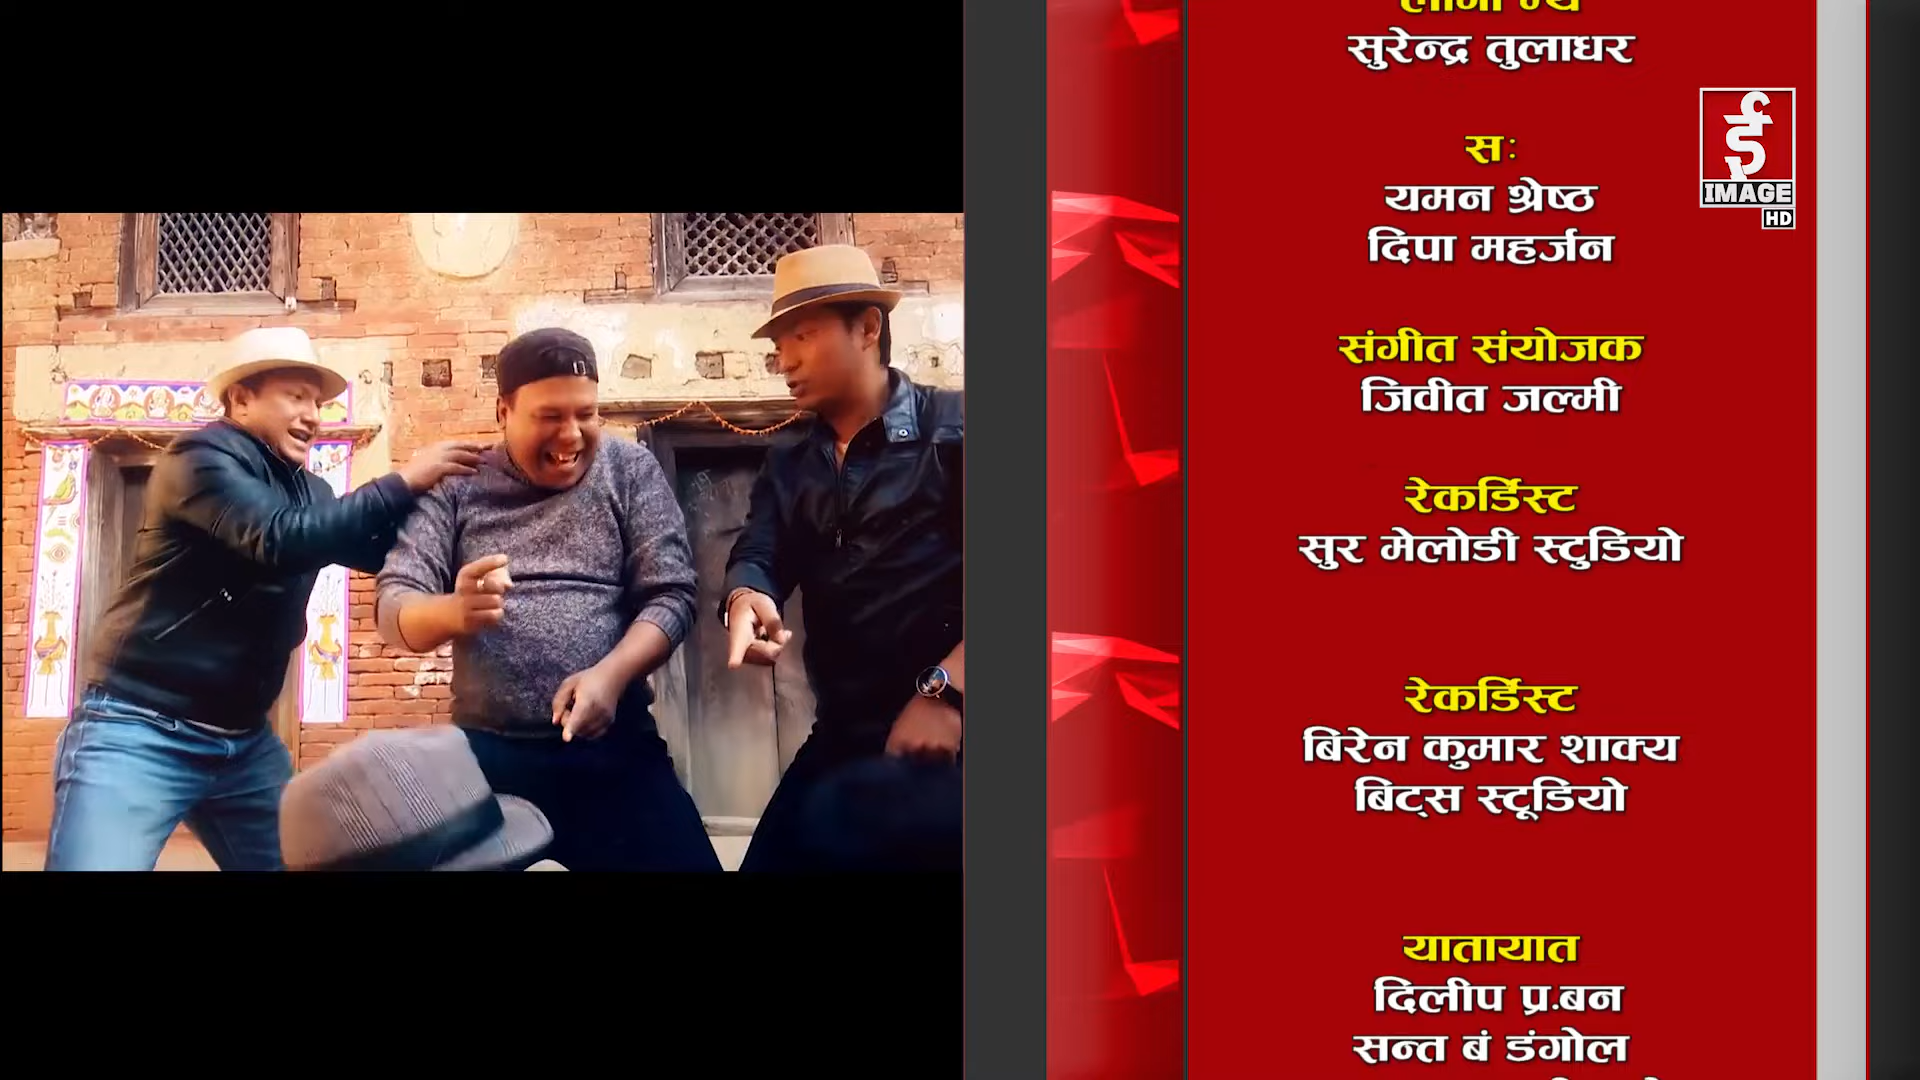 सुरेन्द्र तुलाधर
सः
यमन श्रेष्ठ
दिपा महर्जन
संगीत संयोजक
जिवीत जल्मी
रेकर्डिस्ट
सुर मेलोडी स्टुडियो
रेकर्डिस्ट
बिरेन कुमार शाक्य
बिट्स स्टूडियो
यातायात
दिलीप प्र.बन
सन्त बं डंगोल
IMAGE
HD